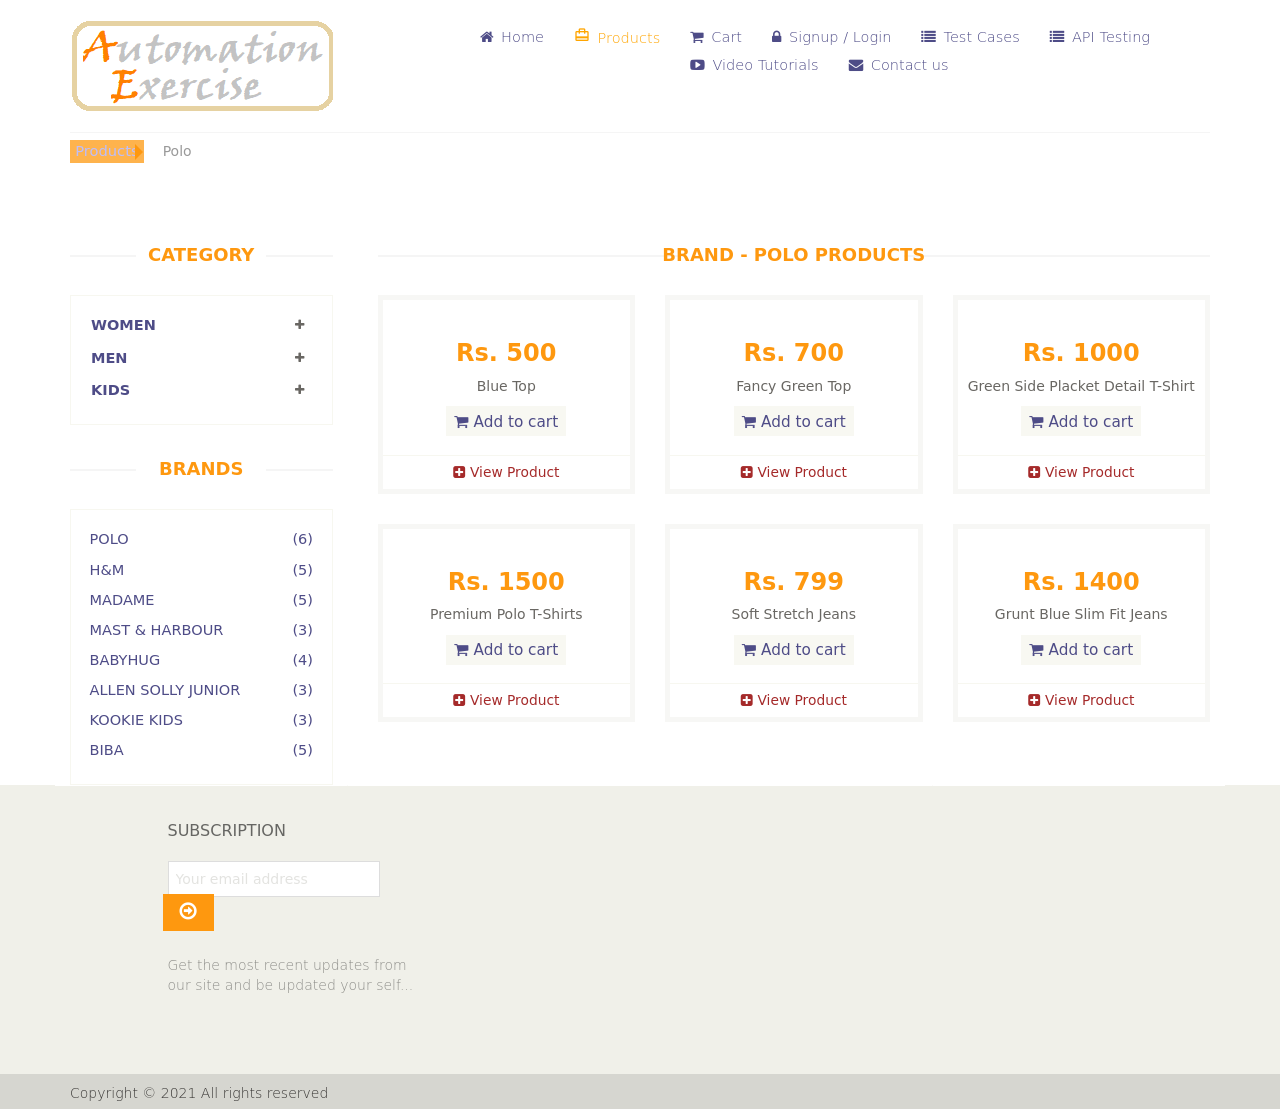 Automation
Exercise
Home
Products
Cart
Signup / Login
Test Cases
API Testing
Video Tutorials
Contact us
Products
Polo
CATEGORY
WOMEN
MEN
KIDS
BRANDS
POLO (6)
H&M (5)
MADAME (5)
MAST & HARBOUR (3)
BABYHUG (4)
ALLEN SOLLY JUNIOR (3)
KOOKIE KIDS (3)
BIBA (5)
BRAND - POLO PRODUCTS
Rs. 500
Blue Top
Add to cart
View Product
Rs. 700
Fancy Green Top
Add to cart
View Product
Rs. 1000
Green Side Placket Detail T-Shirt
Add to cart
View Product
Rs. 1500
Premium Polo T-Shirts
Add to cart
View Product
Rs. 799
Soft Stretch Jeans
Add to cart
View Product
Rs. 1400
Grunt Blue Slim Fit Jeans
Add to cart
View Product
SUBSCRIPTION
Your email address
Get the most recent updates from
our site and be updated your self...
Copyright © 2021 All rights reserved